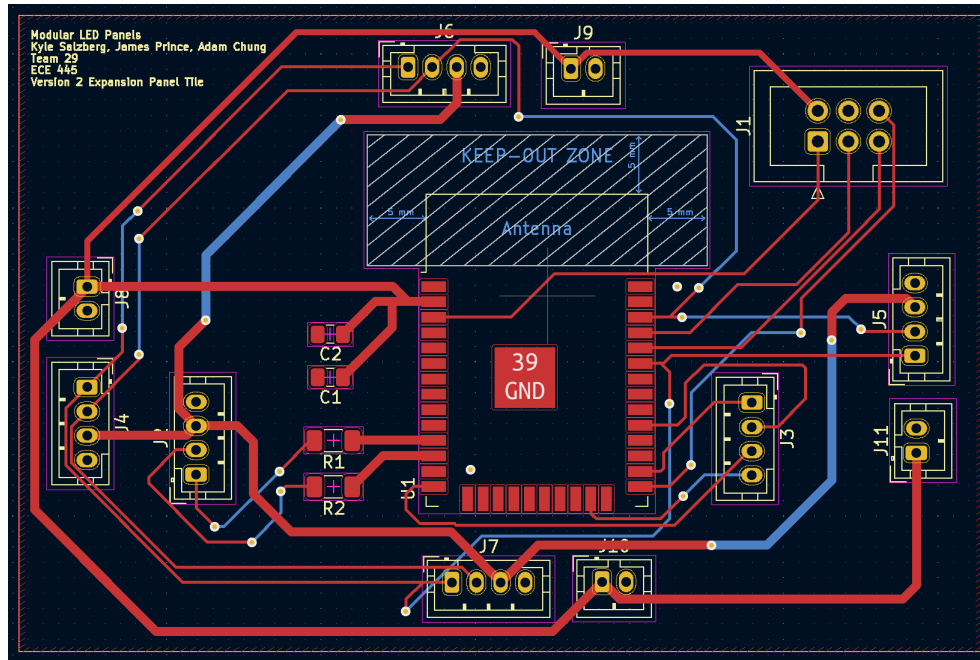 Modular LED Panels
Kyle Salzberg, James Prince, Adam Chung
Team 29
ECE 445
Version 2 Expansion Panel Tile
J6
J9
J1
KEEP-OUT ZONE
5 mm
5 mm
5 mm
Antenna
J8
J5
C2
39
GND
C1
J4
J2
J3
J11
R1
R2
U1
J7
J10